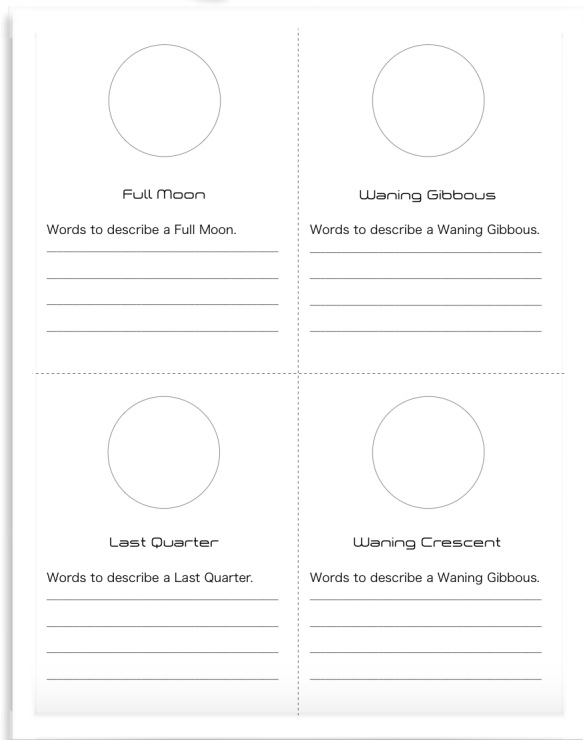 Full Moon
Words to describe a Full Moon.
Waning Gibbous
Words to describe a Waning Gibbous.
Last Quarter
Words to describe a Last Quarter.
Waning Crescent
Words to describe a Waning Gibbous.